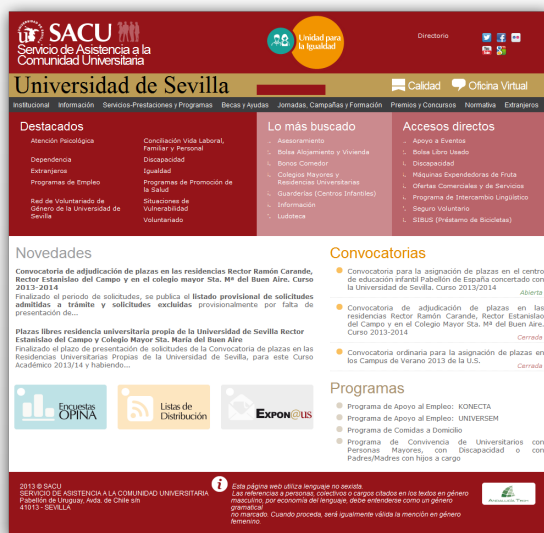 SACU
Servicio de Asistencia a la
Comunidad Universitaria
Unidad para
la Igualdad
Directorio
Universidad de Sevilla
Calidad
Oficina Virtual
Institucional Información Servicios-Prestaciones y Programas Becas y Ayudas Jornadas, Campañas y Formación Premios y Concursos Normativa Extranjeros
Destacados
Atención Psicológica
Dependencia
Extranjeros
Programas de Empleo
Red de Voluntariado de
Género de la Universidad de
Sevilla
Conciliación Vida Laboral,
Familiar y Personal
Discapacidad
Igualdad
Programas de Promoción de
la Salud
Situaciones de
Vulnerabilidad
Voluntariado
Lo más buscado
Asesoramiento
Bolsa Alojamiento y Vivienda
Bonos Comedor
Colegios Mayores y
Residencias Universitarias
Guarderías (Centros Infantiles)
Información
Ludoteca
Accesos directos
Apoyo a Eventos
Bolsa Libro Usado
Discapacidad
Máquinas Expendedoras de Fruta
Ofertas Comerciales y de Servicios
Programa de Intercambio Lingüístico
Seguro Voluntario
SIBUS (Préstamo de Bicicletas)
Novedades
Convocatoria de adjudicación de plazas en las residencias Rector Ramón Carande,
Rector Estanislao del Campo y en el colegio mayor Sta. Mª del Buen Aire. Curso
2013-2014
Finalizado el periodo de solicitudes, se publica el listado provisional de solicitudes
admitidas a trámite y solicitudes excluidas provisionalmente por falta de
presentación de...
Plazas libres residencia universitaria propia de la Universidad de Sevilla Rector
Estanislao del Campo y Colegio Mayor Sta. María del Buen Aire
Finalizado el plazo de presentación de solicitudes de la Convocatoria de plazas en las
Residencias Universitarias Propias de la Universidad de Sevilla, para este Curso
Académico 2013/14 y habiendo...
Encuestas
OPINA
Listas de
Distribución
EXPON@US
Convocatorias
Convocatoria para la asignación de plazas en el centro
de educación infantil Pabellón de España concertado con
la Universidad de Sevilla. Curso 2013/2014
Abierta
Convocatoria de adjudicación de plazas en las
residencias Rector Ramón Carande, Rector Estanislao
del Campo y en el Colegio Mayor Sta. Mª del Buen Aire.
Curso 2013-2014
Cerrada
Convocatoria ordinaria para la asignación de plazas en
los Campus de Verano 2013 de la U.S.
Cerrada
Programas
Programa de Apoyo al Empleo: KONECTA
Programa de Apoyo al Empleo: UNIVERSEM
Programa de Comidas a Domicilio
Programa de Convivencia de Universitarios con
Personas Mayores, con Discapacidad o con
Padres/Madres con hijos a cargo
2013 © SACU
SERVICIO DE ASISTENCIA A LA COMUNIDAD UNIVERSITARIA
Pabellón de Uruguay, Avda. de Chile s/n
41013 - SEVILLA
Esta página web utiliza lenguaje no sexista.
Las referencias a personas, colectivos o cargos citados en los textos en género
masculino, por economía del lenguaje, debe entenderse como un género
gramatical
no marcado. Cuando proceda, será igualmente válida la mención en género
femenino.